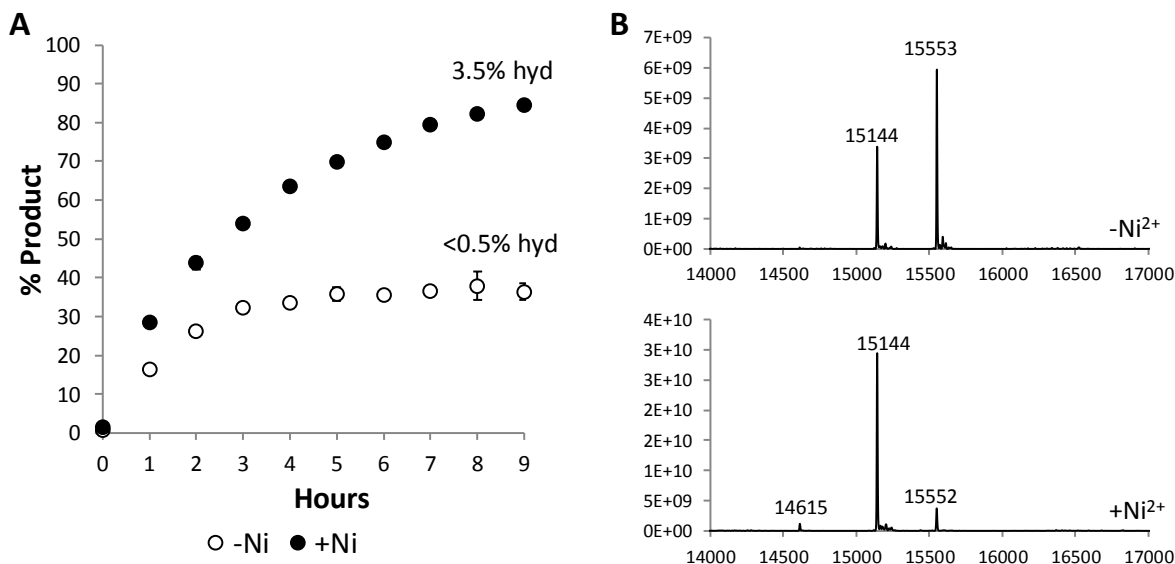 A
% Product
100
90
80
70
60
50
40
30
20
10
0
3.5% hyd
<0.5% hyd
0 1 2 3 4 5 6 7 8 9
Hours
-Ni +Ni
B
7E+09
6E+09
5E+09
4E+09
3E+09
2E+09
1E+09
0E+00
15553
15144
-Ni²⁺
14000 14500 15000 15500 16000 16500 17000
4E+10
3E+10
3E+10
2E+10
2E+10
1E+10
5E+09
0E+00
15144
14615
15552
+Ni²⁺
14000 14500 15000 15500 16000 16500 17000